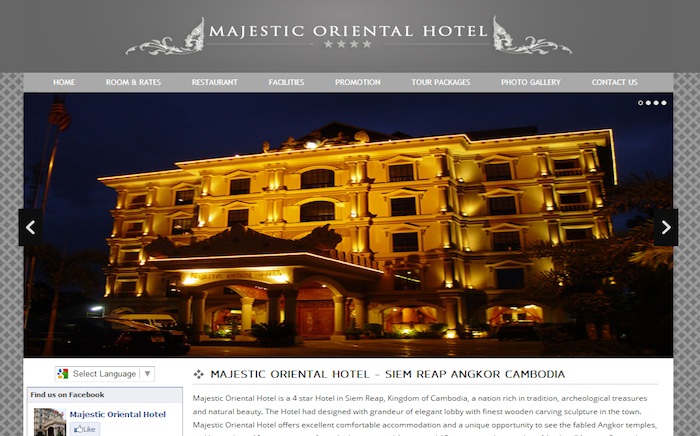 MAJESTIC ORIENTAL HOTEL
HOME ROOM & RATES RESTAURANT FACILITIES PROMOTION TOUR PACKAGES PHOTO GALLERY CONTACT US
MAJESTIC ORIENTAL HOTEL
Select Language ▼
Find us on Facebook
Majestic Oriental Hotel
Like
MAJESTIC ORIENTAL HOTEL - SIEM REAP ANGKOR CAMBODIA
Majestic Oriental Hotel is a 4 star Hotel in Siem Reap, Kingdom of Cambodia, a nation rich in tradition, archeological treasures
and natural beauty. The Hotel had designed with grandeur of elegant lobby with finest wooden carving sculpture in the town.
Majestic Oriental Hotel offers excellent comfortable accommodation and a unique opportunity to see the fabled Angkor temples,